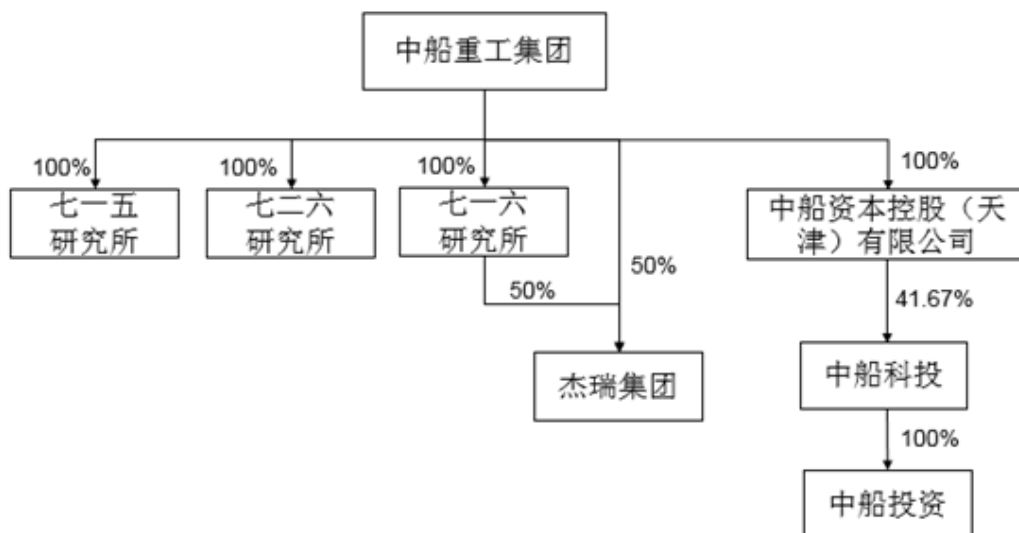 中船重工集团
100%
100%
100%
100%
七一五
研究所
七二六
研究所
七一六
研究所
中船资本控股（天
津）有限公司
50%
50%
41.67%
杰瑞集团
中船科投
100%
中船投资